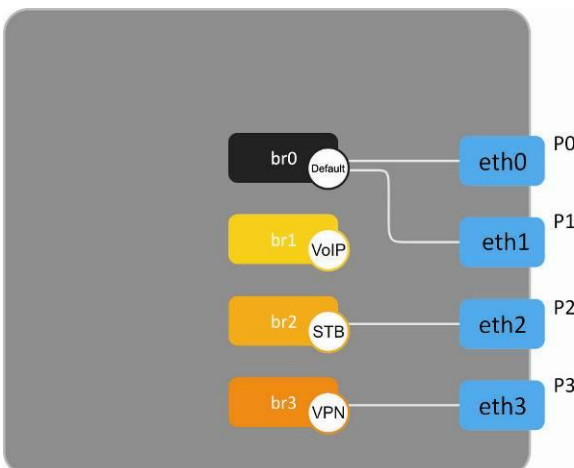 br0 Default eth0 P0
br1 VoIP eth1 P1
br2 STB eth2 P2
br3 VPN eth3 P3